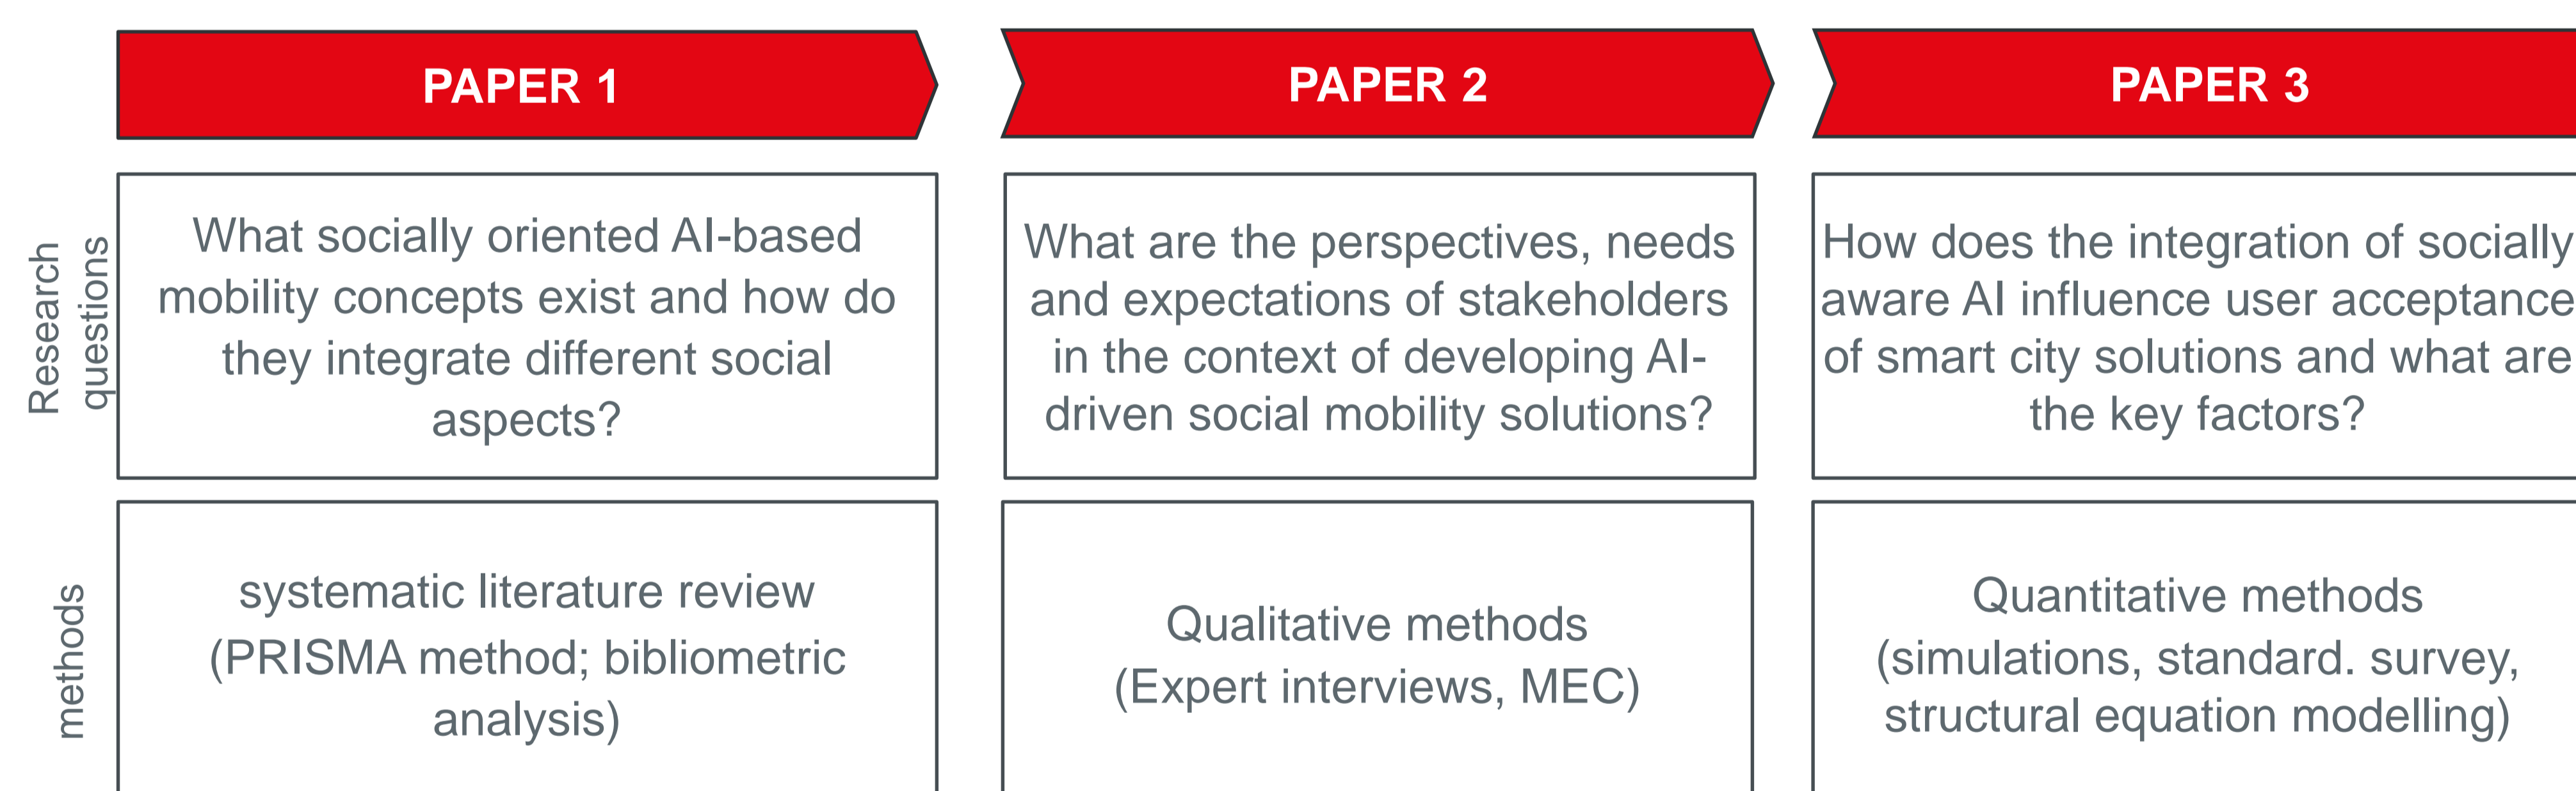 PAPER 1
PAPER 2
PAPER 3
Research
questions
What socially oriented AI-based
mobility concepts exist and how do
they integrate different social
aspects?
What are the perspectives, needs
and expectations of stakeholders
in the context of developing AI-
driven social mobility solutions?
How does the integration of socially
aware AI influence user acceptance
of smart city solutions and what are
the key factors?
methods
systematic literature review
(PRISMA method; bibliometric
analysis)
Qualitative methods
(Expert interviews, MEC)
Quantitative methods
(simulations, standard. survey,
structural equation modelling)